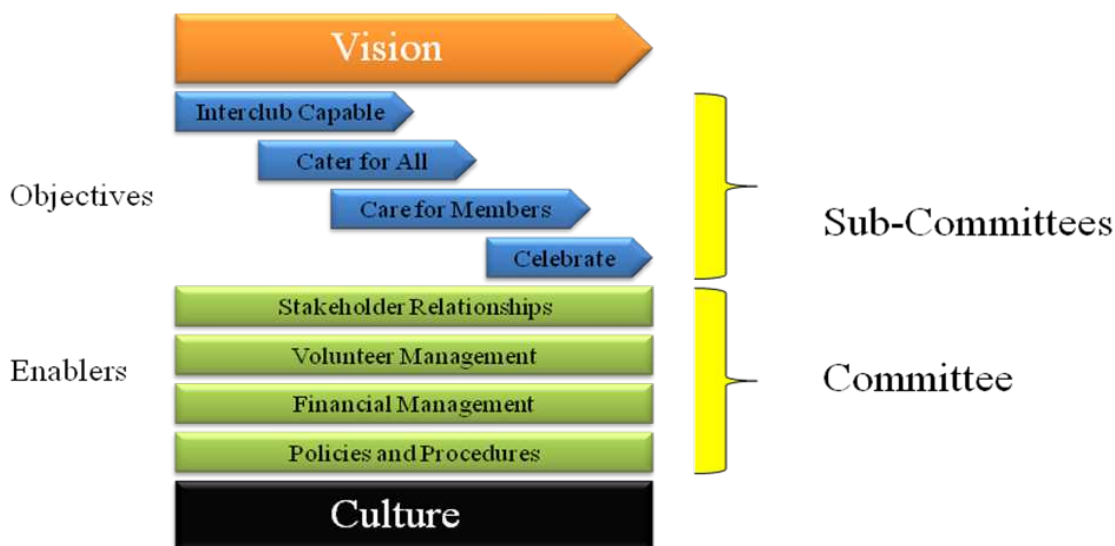 Vision
Interclub Capable
Cater for All
Objectives
Care for Members
Sub-Committees
Celebrate
Stakeholder Relationships
Volunteer Management
Enablers
Committee
Financial Management
Policies and Procedures
Culture